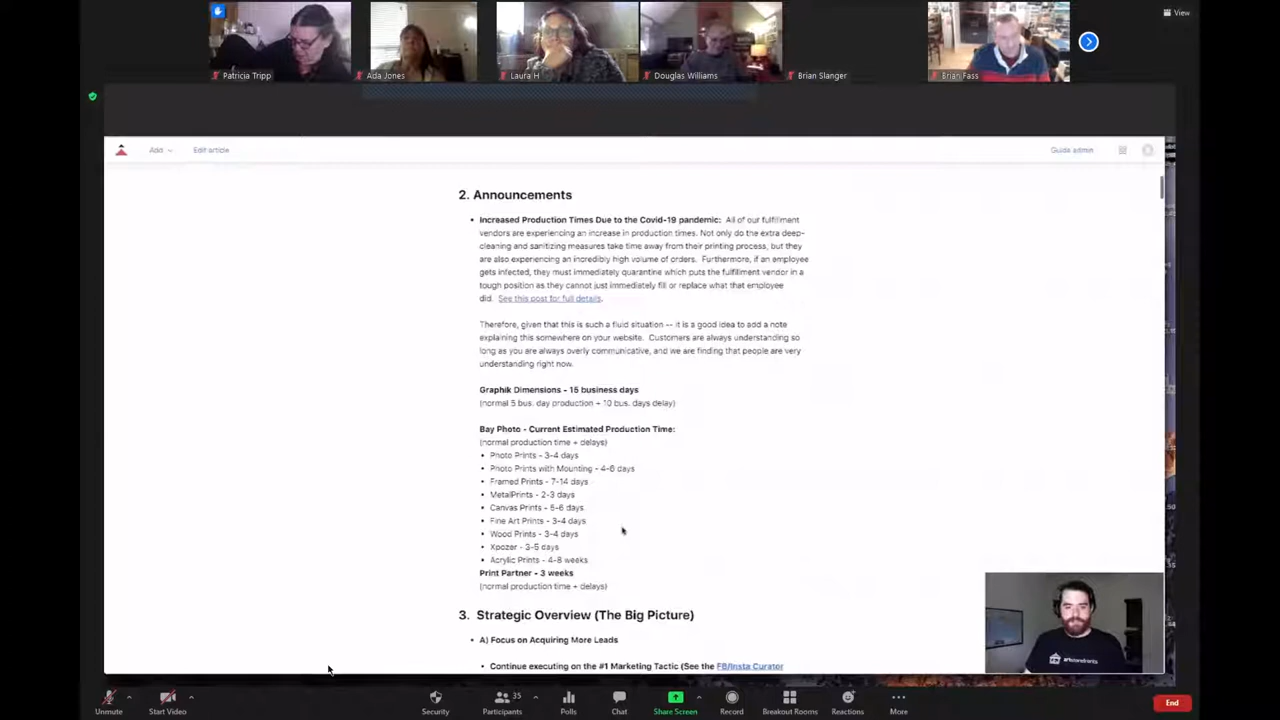 View
Patricia Tripp
Ada Jones
Laura H
Douglas Williams
Brian Slanger
Brian Fass
Add
Edit article
Guide admin
2. Announcements
• Increased Production Times Due to the Covid-19 pandemic: All of our fulfillment
vendors are experiencing an increase in production times. Not only do the extra deep-
cleaning and sanitizing measures take time away from their printing process, but they
are also experiencing an incredibly high volume of orders. Furthermore, if an employee
gets infected, they must immediately quarantine which puts the fulfillment vendor in a
tough position as they cannot just immediately fill or replace what that employee
did. See this post for full details.
Therefore, given that this is such a fluid situation -- it is a good idea to add a note
explaining this somewhere on your website. Customers are always understanding so
long as you are always overly communicative, and we are finding that people are very
understanding right now.
Graphik Dimensions - 15 business days
(normal 5 bus. day production + 10 bus. days delay)
Bay Photo - Current Estimated Production Time:
(normal production time + delays)
• Photo Prints - 3-4 days
• Photo Prints with Mounting - 4-6 days
• Framed Prints - 7-14 days
• MetalPrints - 2-3 days
• Canvas Prints - 5-6 days
• Fine Art Prints - 3-4 days
• Wood Prints - 3-4 days
• Xpozer - 3-5 days
• Acrylic Prints - 4-8 weeks
Print Partner - 3 weeks
(normal production time + delays)
3. Strategic Overview (The Big Picture)
• A) Focus on Acquiring More Leads
• Continue executing on the #1 Marketing Tactic (See the FB/Insta Curator
artstorefronts
Unmute
Start Video
Security
Participants 35
Polls
Chat
Share Screen
Record
Breakout Rooms
Reactions
More
End